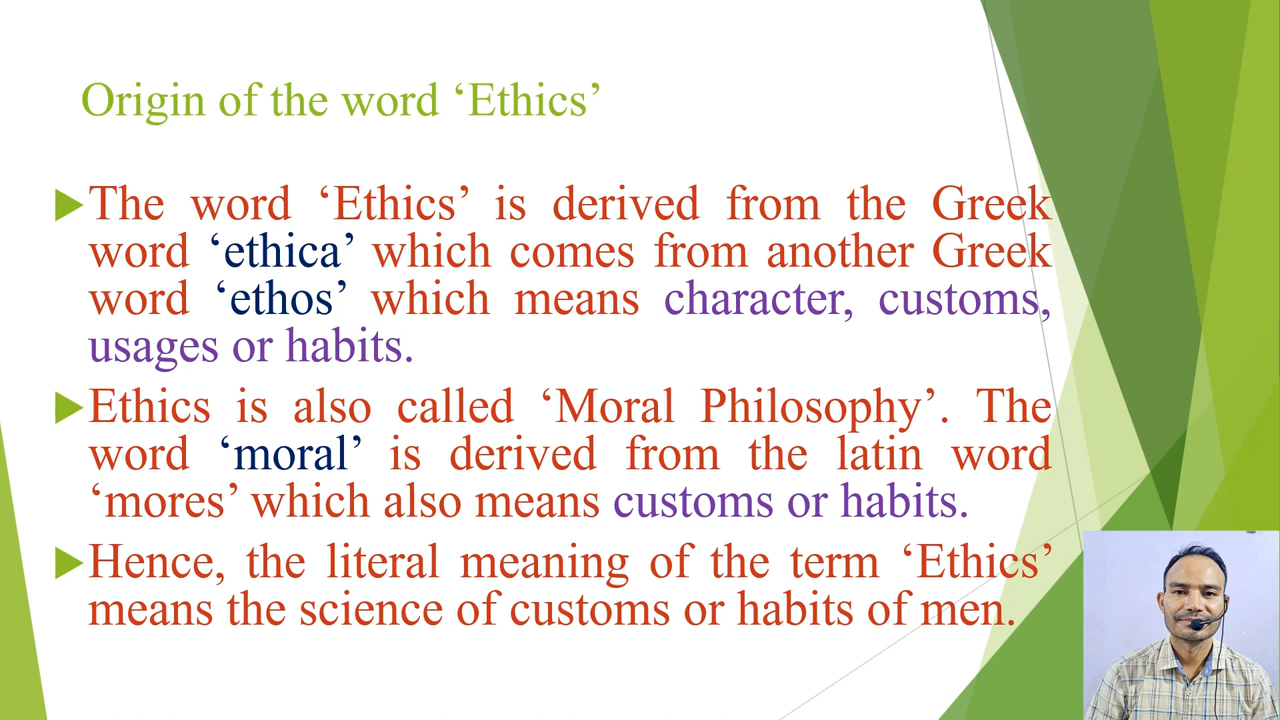 Origin of the word ‘Ethics’
The word ‘Ethics’ is derived from the Greek
word ‘ethica’ which comes from another Greek
word ‘ethos’ which means character, customs,
usages or habits.
Ethics is also called ‘Moral Philosophy’. The
word ‘moral’ is derived from the latin word
‘mores’ which also means customs or habits.
Hence, the literal meaning of the term ‘Ethics’
means the science of customs or habits of men.